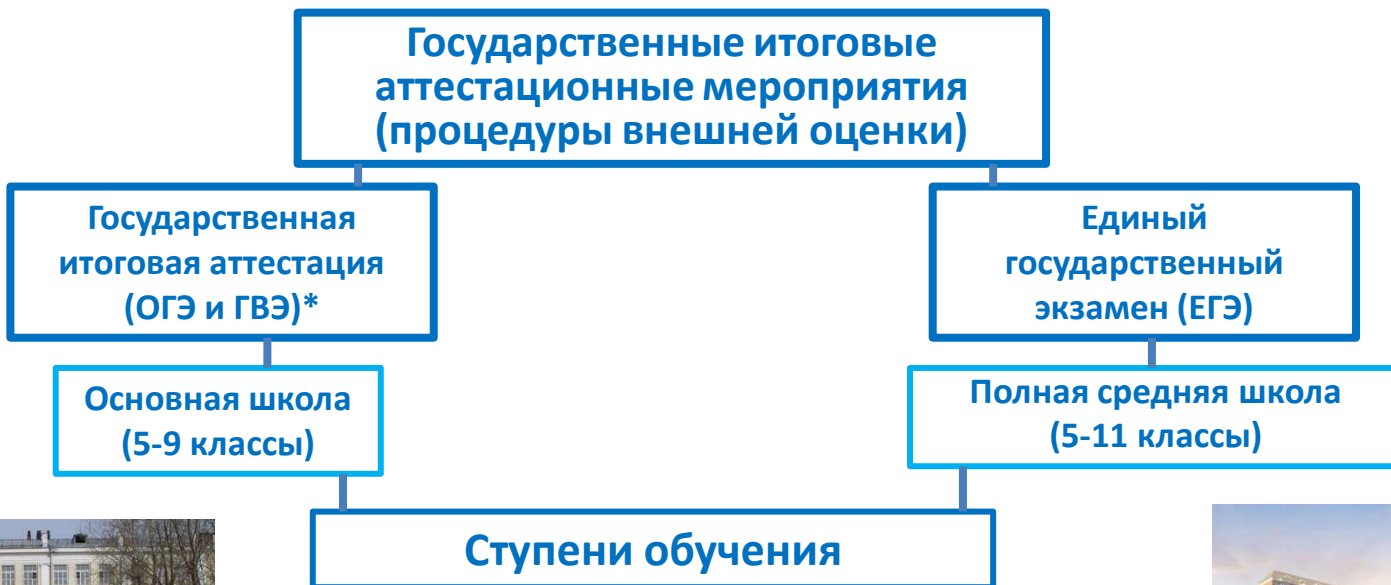 Государственные итоговые
аттестационные мероприятия
(процедуры внешней оценки)
Государственная
итоговая аттестация
(ОГЭ и ГВЭ)*
Единый
государственный
экзамен (ЕГЭ)
Основная школа
(5-9 классы)
Полная средняя школа
(5-11 классы)
Ступени обучения